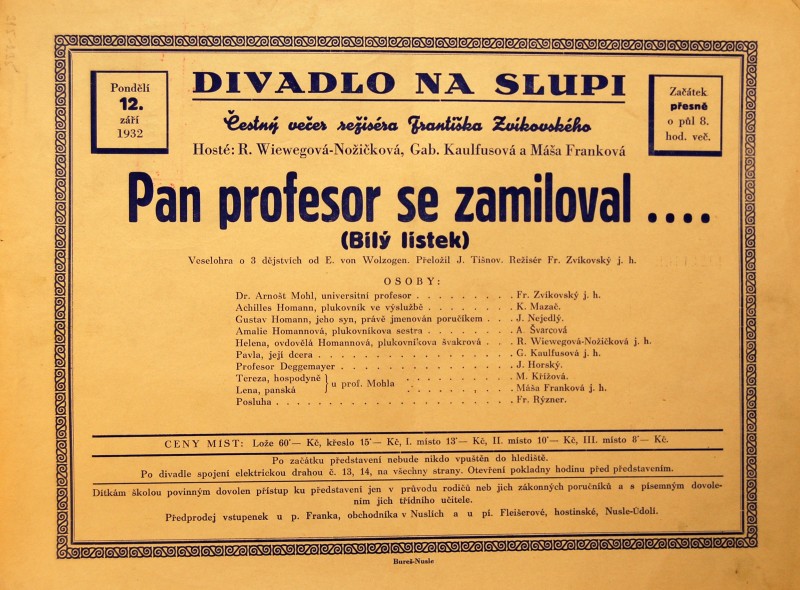 Pondělí
12.
září
1932
DIVADLO NA SLUPI
Čestný večer režiséra Františka Zvíkovského
Hosté: R. Wiewegová-Nožičková, Gab. Kaulfusová a Máša Franková
Začátek
přesně
o půl 8.
hod. več.
Pan profesor se zamiloval ....
(Bílý lístek)
Veselohra o 3 dějstvích od E. von Wolzogen. Přeložil J. Tišnov. Režisér Fr. Zvíkovský j. h.
OSOBY:
Dr. Arnošt Mohl, universitní profesor . . . . . . . . . Fr. Zvíkovský j. h.
Achilles Homann, plukovník ve výslužbě . . . . . . . . K. Mazač.
Gustav Homann, jeho syn, právě jmenován poručíkem . . . J. Nejedlý.
Amalie Homannová, plukovníkova sestra . . . . . . . . A. Švarcová
Helena, ovdovělá Homannová, plukovníkova švakrová . . . R. Wiewegová-Nožičková j. h.
Pavla, její dcera . . . . . . . . . . . . . . . . . G. Kaulfusová j. h.
Profesor Deggemayer . . . . . . . . . . . . . . . J. Horský.
Tereza, hospodyně } u prof. Mohla . . . . . . . . M. Křížová.
Lena, panská } u prof. Mohla . . . . . . . . Máša Franková j. h.
Posluha . . . . . . . . . . . . . . . . . . . . Fr. Rýzner.
CENY MÍST: Lože 60'— Kč, křeslo 15'— Kč, I. místo 13'— Kč, II. místo 10'— Kč, III. místo 8'— Kč.
Po začátku představení nebude nikdo vpuštěn do hlediště.
Po divadle spojení elektrickou drahou č. 13, 14, na všechny strany. Otevření pokladny hodinu před představením.
Dítkám školou povinným dovolen přístup ku představení jen v průvodu rodičů neb jich zákonných poručníků a s písemným dovole-
ním jich třídního učitele.
Předprodej vstupenek u p. Franka, obchodníka v Nuslích a u pí. Fleišerové, hostinské, Nusle-Údolí.
Bureš-Nusle